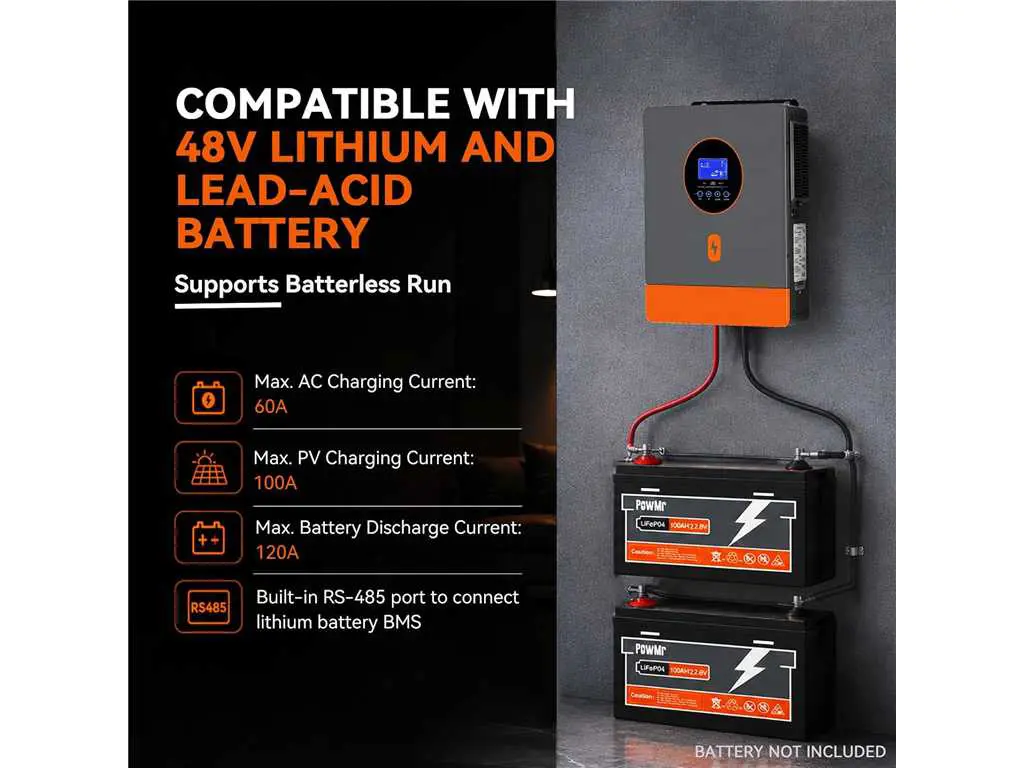 COMPATIBLE WITH
48V LITHIUM AND
LEAD-ACID
BATTERY
Supports Batterless Run
Max. AC Charging Current:
60A
Max. PV Charging Current:
100A
Max. Battery Discharge Current:
120A
RS485
Built-in RS-485 port to connect
lithium battery BMS
PowMr
LiFePO4 100AH22.8V
Caution:
PowMr
LiFePO4 100AH22.8V
Caution:
BATTERY NOT INCLUDED